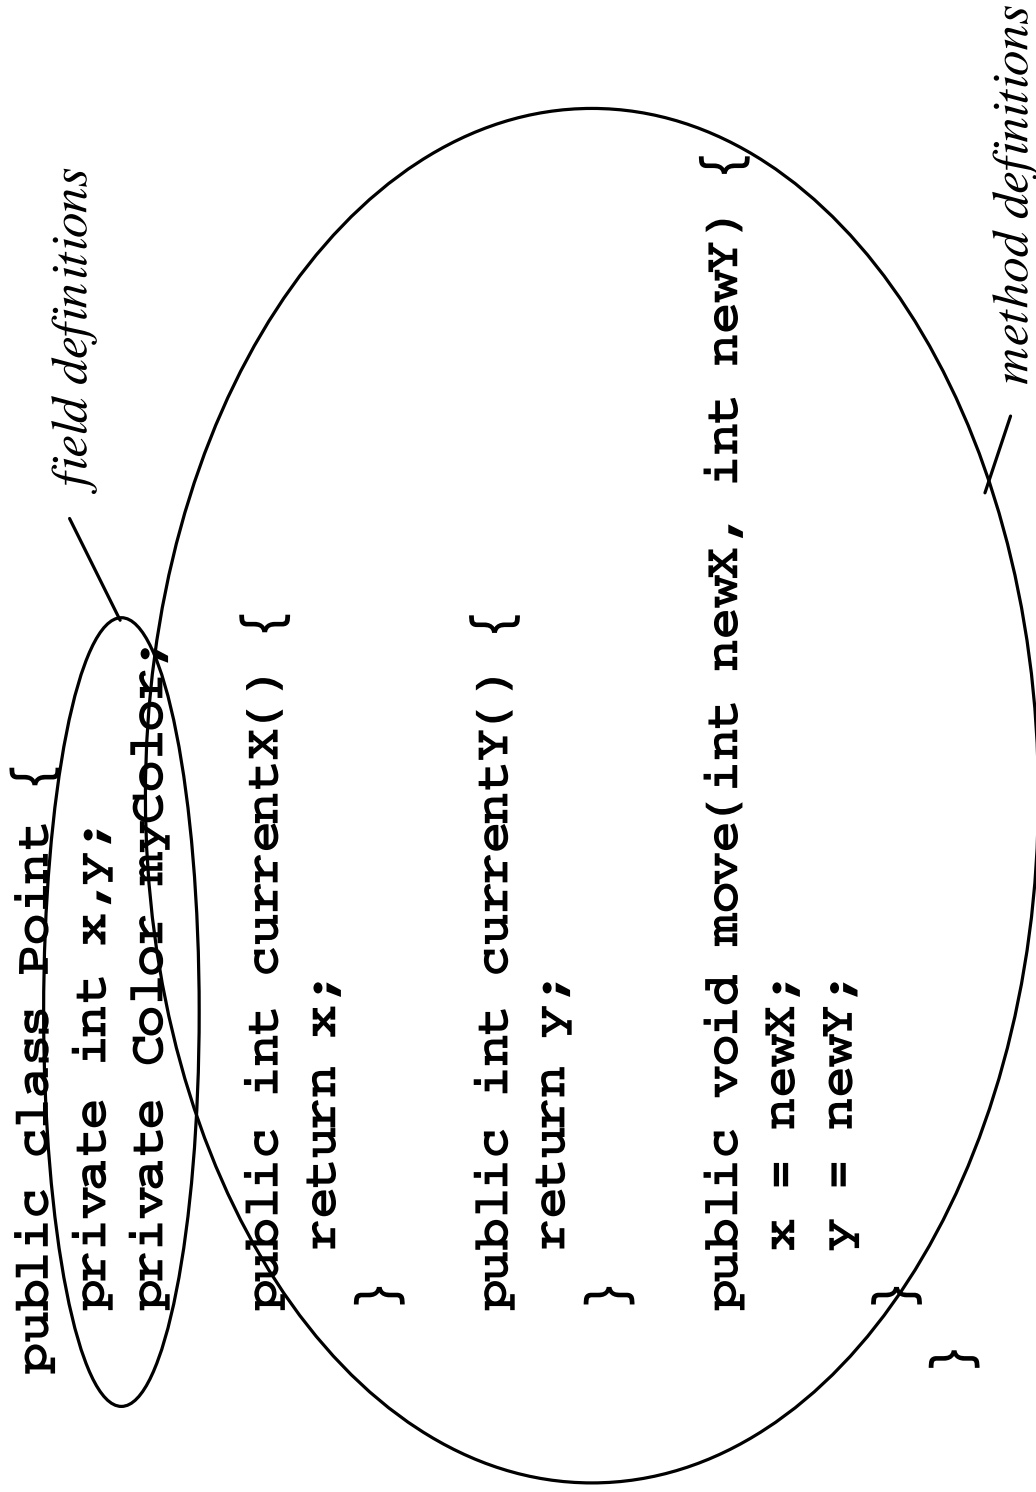 public class Point {
private int x,y;
private Color myColor;
field definitions
public int currentX() {
return x;
}
public int currentY() {
return y;
}
public void move(int newX, int newY) {
x = newX;
y = newY;
}
}
method definitions